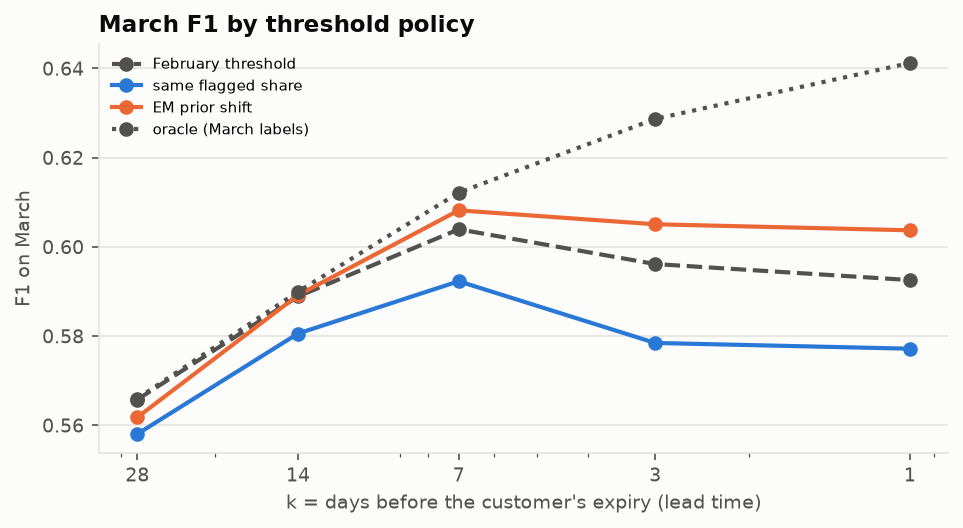 March F1 by threshold policy
February threshold
same flagged share
EM prior shift
oracle (March labels)
F1 on March
0.64
0.62
0.60
0.58
0.56
28 14 7 3 1
k = days before the customer's expiry (lead time)